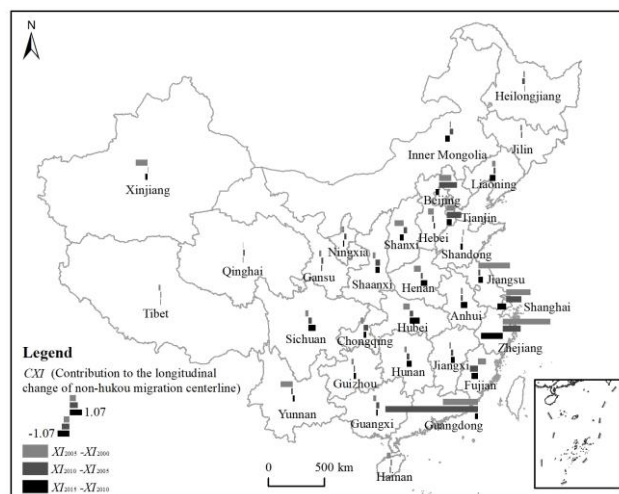 N
Heilongjiang
Jilin
Inner Mongolia
Liaoning
Xinjiang
Beijing
Tianjin
Hebei
Shanxi
Ningxia
Shandong
Qinghai
Gansu
Shaanxi
Henan
Jiangsu
Tibet
Anhui
Shanghai
Hubei
Sichuan
Chongqing
Zhejiang
Hunan
Jiangxi
Guizhou
Fujian
Yunnan
Guangxi
Guangdong
Hainan
Legend
CXI (Contribution to the longitudinal
change of non-hukou migration centerline)
1.07
-1.07
XI2005 -XI2000
XI2010 -XI2005
XI2015 -XI2010
0 500 km